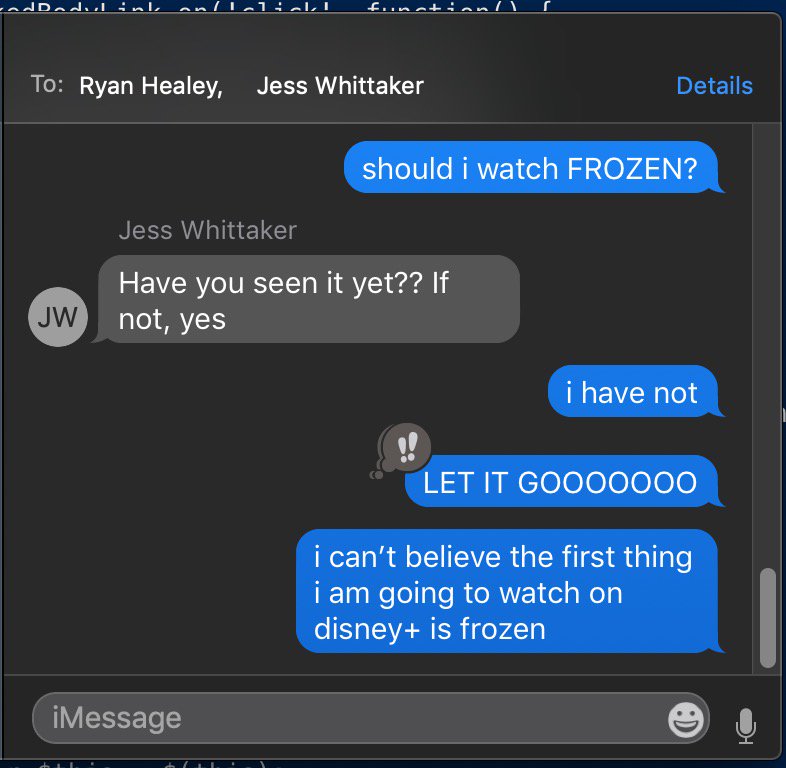 To: Ryan Healey, Jess Whittaker Details
should i watch FROZEN?
Jess Whittaker
Have you seen it yet?? If
not, yes
JW
i have not
!!
LET IT GOOOOOOO
i can’t believe the first thing
i am going to watch on
disney+ is frozen
iMessage